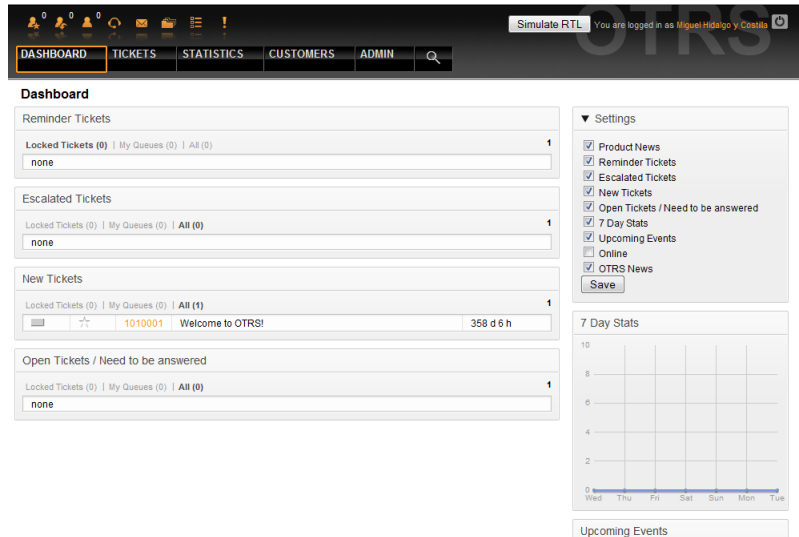 0 0 0
OTRS
Simulate RTL You are logged in as Miguel Hidalgo y Costilla
DASHBOARD TICKETS STATISTICS CUSTOMERS ADMIN
Dashboard
Reminder Tickets
Locked Tickets (0) | My Queues (0) | All (0) 1
none
Escalated Tickets
Locked Tickets (0) | My Queues (0) | All (0) 1
none
New Tickets
Locked Tickets (0) | My Queues (0) | All (1) 1
1010001 Welcome to OTRS! 358 d 6 h
Open Tickets / Need to be answered
Locked Tickets (0) | My Queues (0) | All (0) 1
none
▼ Settings
Product News
Reminder Tickets
Escalated Tickets
New Tickets
Open Tickets / Need to be answered
7 Day Stats
Upcoming Events
Online
OTRS News
Save
7 Day Stats
10
8
6
4
2
0
Wed Thu Fri Sat Sun Mon Tue
Upcoming Events